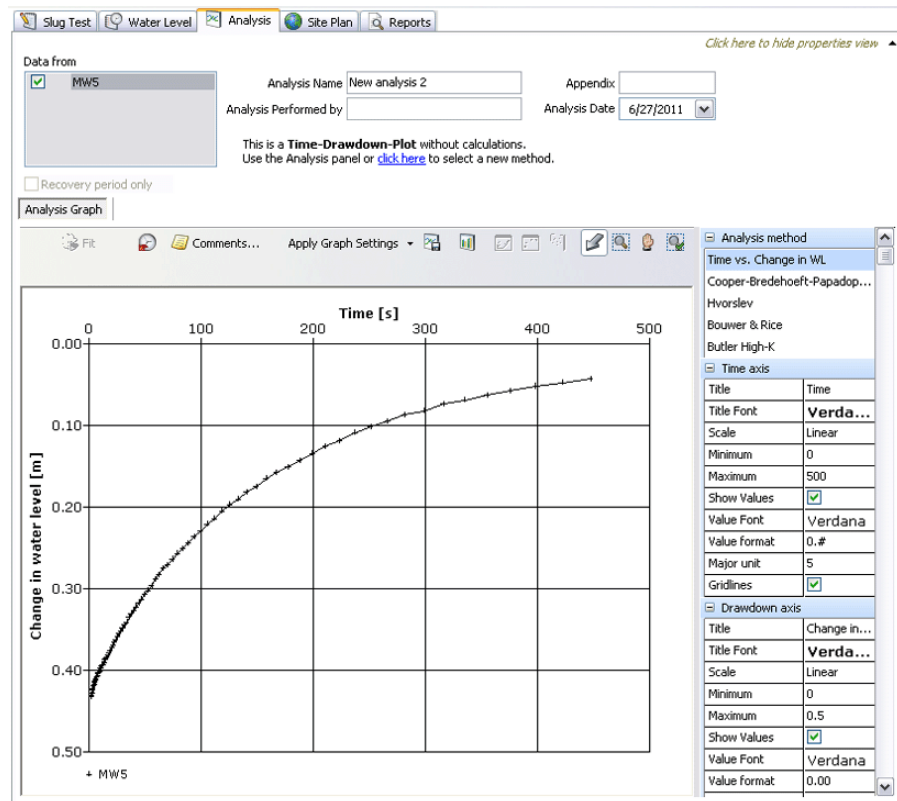 Slug Test Water Level Analysis Site Plan Reports
Click here to hide properties view
Data from
MW5
Analysis Name New analysis 2 Appendix
Analysis Performed by Analysis Date 6/27/2011
This is a Time-Drawdown-Plot without calculations.
Use the Analysis panel or click here to select a new method.
Recovery period only
Analysis Graph
Fit Comments... Apply Graph Settings
Time [s]
0 100 200 300 400 500
0.00
0.10
0.20
0.30
0.40
0.50
Change in water level [m]
MW5
Analysis method
Time vs. Change in WL
Cooper-Bredehoeft-Papadop...
Hvorslev
Bouwer & Rice
Butler High-K
Time axis
Title Time
Title Font Verda...
Scale Linear
Minimum 0
Maximum 500
Show Values
Value Font Verdana
Value format 0.#
Major unit 5
Gridlines
Drawdown axis
Title Change in...
Title Font Verda...
Scale Linear
Minimum 0
Maximum 0.5
Show Values
Value Font Verdana
Value format 0.00